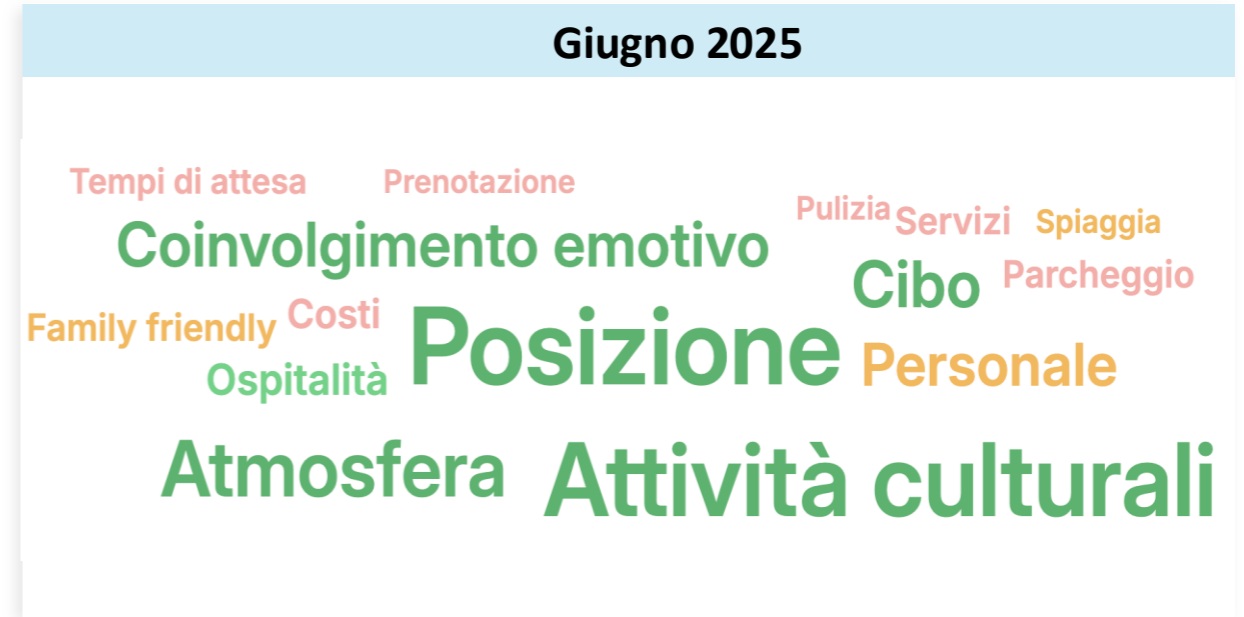 Giugno 2025
Tempi di attesa
Prenotazione
Pulizia
Servizi
Spiaggia
Coinvolgimento emotivo
Cibo
Parcheggio
Family friendly
Costi
Posizione
Personale
Ospitalità
Atmosfera
Attività culturali